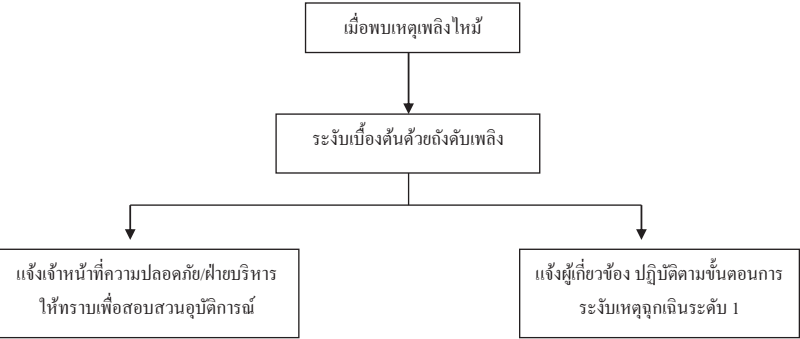 เมื่อพบเหตุเพลิงไหม้
ระงับเบื้องต้นด้วยถังดับเพลิง
แจ้งเจ้าหน้าที่ความปลอดภัย/ฝ่ายบริหาร
ให้ทราบเพื่อสอบสวนอุบัติการณ์
แจ้งผู้เกี่ยวข้อง ปฏิบัติตามขั้นตอนการ
ระงับเหตุฉุกเฉินระดับ 1